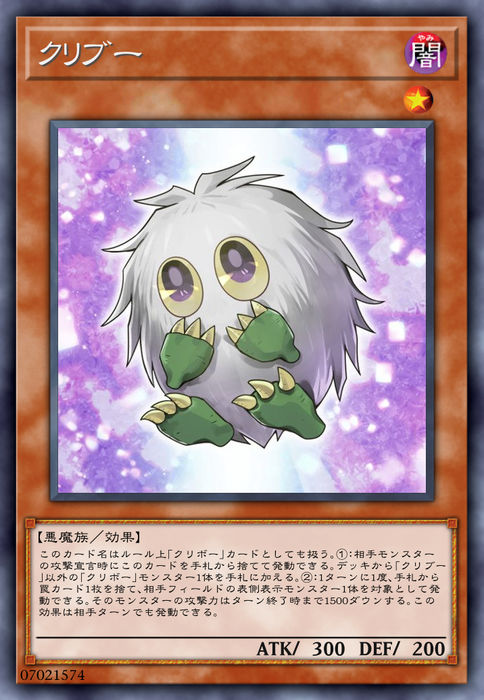 クリブー
やみ
闇
【悪魔族／効果】
このカード名はルール上「クリボー」カードとしても扱う。①:相手モンスター
の攻撃宣言時にこのカードを手札から捨てて発動できる。デッキから「クリブー」
以外の「クリボー」モンスター1体を手札に加える。②:1ターンに1度、手札から
罠カード1枚を捨て、相手フィールドの表側表示モンスター1体を対象として発
動できる。そのモンスターの攻撃力はターン終了時まで1500ダウンする。この
効果は相手ターンでも発動できる。
ATK/ 300 DEF/ 200
07021574